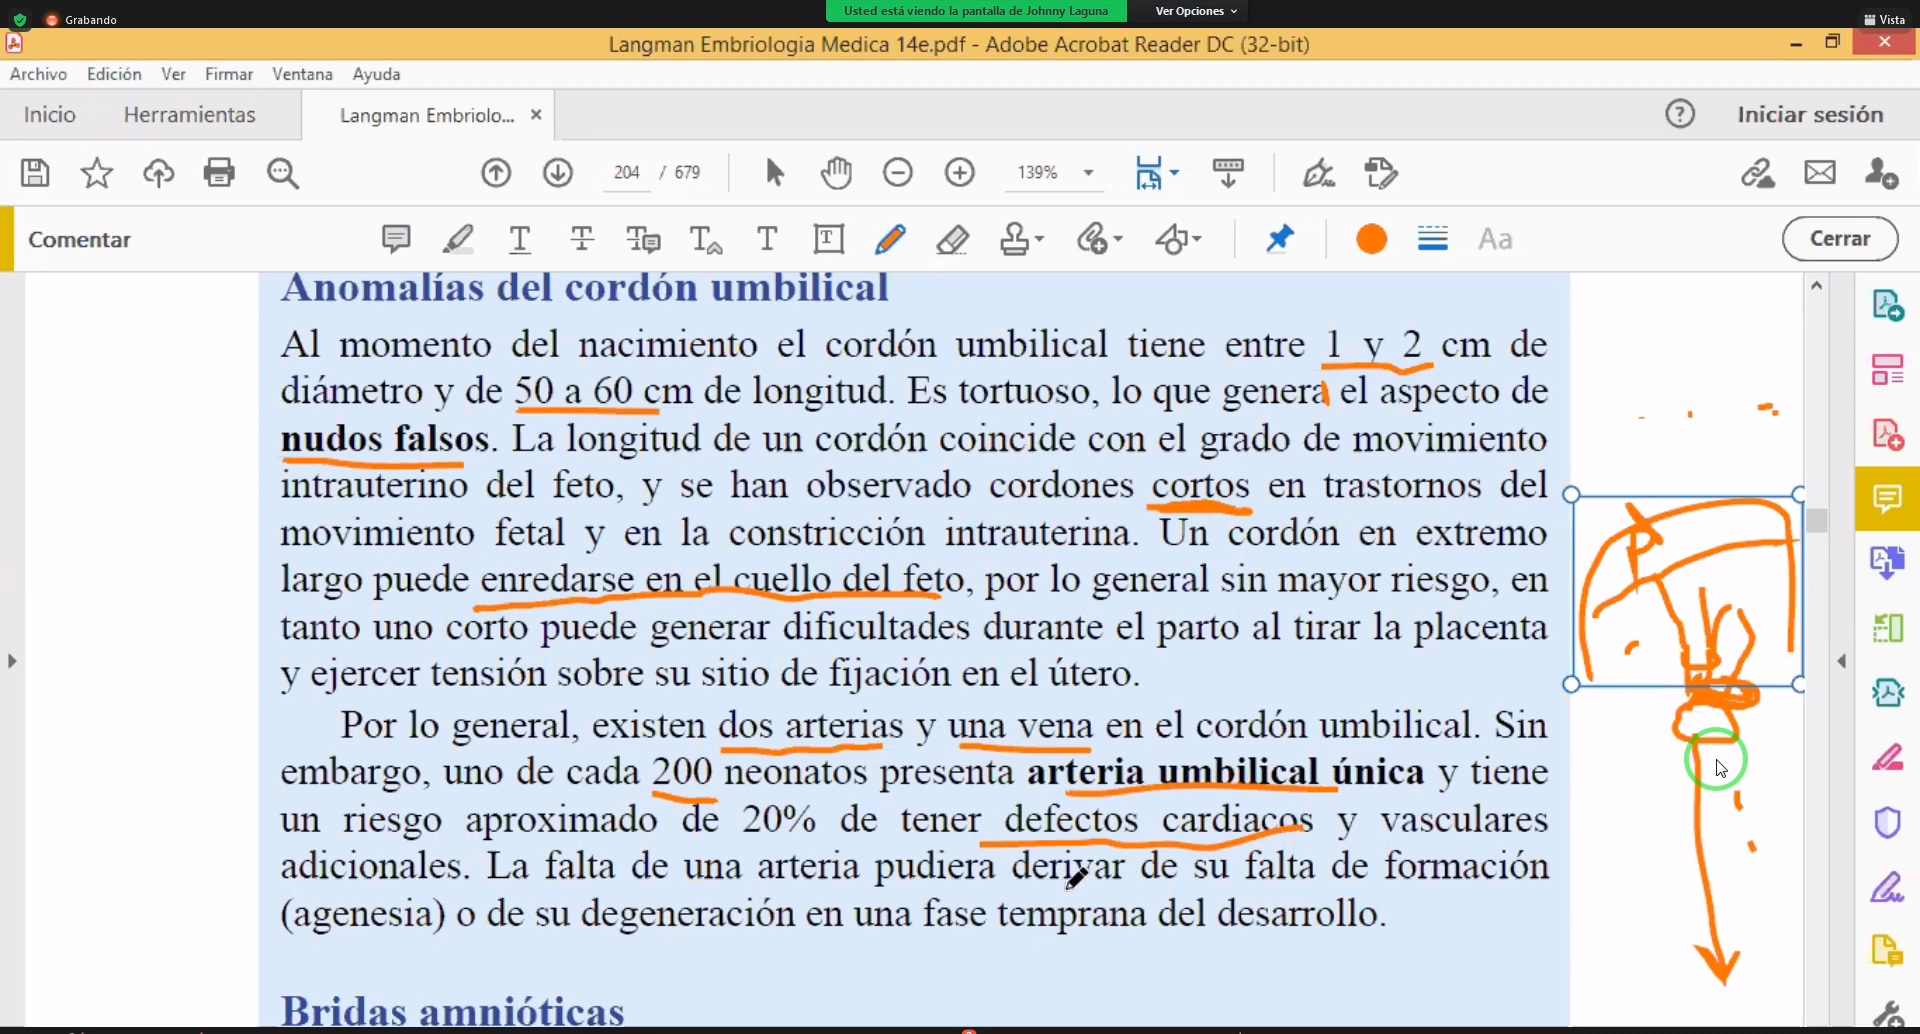 Grabando
Usted está viendo la pantalla de Johnny Laguna
Ver Opciones
Vista
Langman Embriologia Medica 14e.pdf - Adobe Acrobat Reader DC (32-bit)
Archivo Edición Ver Firmar Ventana Ayuda
Inicio Herramientas Langman Embriolo... Iniciar sesión
204 / 679 139%
Comentar Aa Cerrar
Anomalías del cordón umbilical
Al momento del nacimiento el cordón umbilical tiene entre 1 y 2 cm de
diámetro y de 50 a 60 cm de longitud. Es tortuoso, lo que genera el aspecto de
nudos falsos. La longitud de un cordón coincide con el grado de movimiento
intrauterino del feto, y se han observado cordones cortos en trastornos del
movimiento fetal y en la constricción intrauterina. Un cordón en extremo
largo puede enredarse en el cuello del feto, por lo general sin mayor riesgo, en
tanto uno corto puede generar dificultades durante el parto al tirar la placenta
y ejercer tensión sobre su sitio de fijación en el útero.
Por lo general, existen dos arterias y una vena en el cordón umbilical. Sin
embargo, uno de cada 200 neonatos presenta arteria umbilical única y tiene
un riesgo aproximado de 20% de tener defectos cardiacos y vasculares
adicionales. La falta de una arteria pudiera derivar de su falta de formación
(agenesia) o de su degeneración en una fase temprana del desarrollo.
Bridas amnióticas